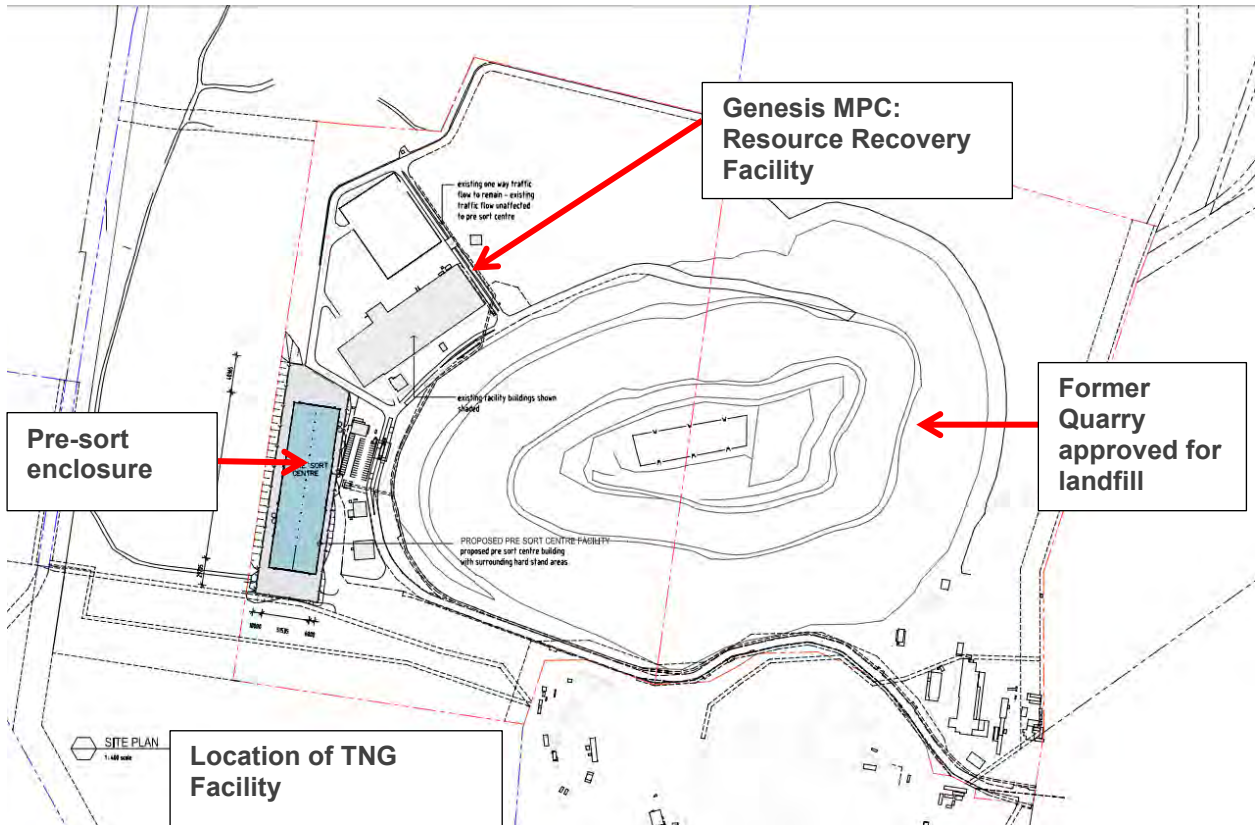 Genesis MPC:
Resource Recovery
Facility
existing one way traffic
flow to remain - existing
traffic flow unaffected
to pre sort centre
existing facility buildings shown
shaded
Former
Quarry
approved for
landfill
Pre-sort
enclosure
SORT
CENTRE
PROPOSED PRE SORT CENTRE FACILITY
proposed pre sort centre building
with surrounding hard stand areas
SITE PLAN
Location of TNG
Facility